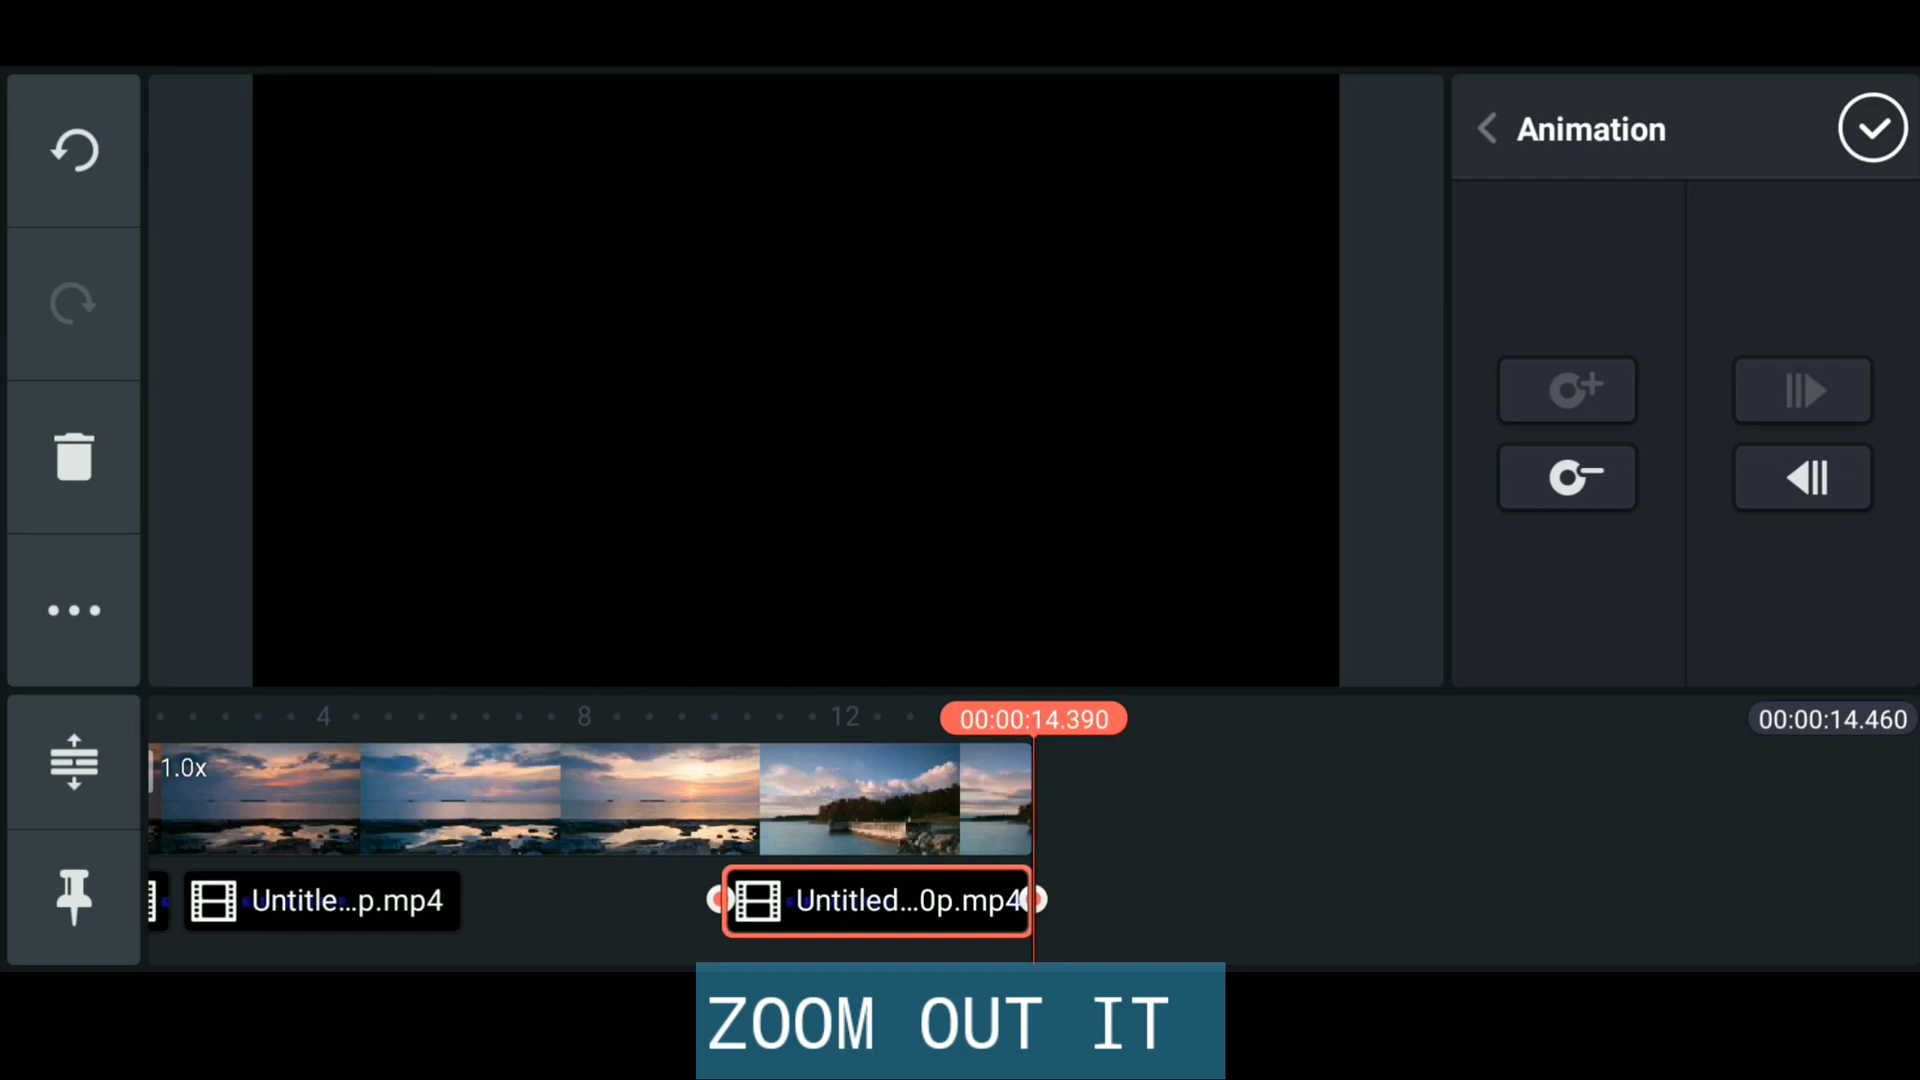 Animation
4
8
12
00:00:14.390
00:00:14.460
1.0x
Untitle...p.mp4
Untitled...0p.mp4
ZOOM OUT IT